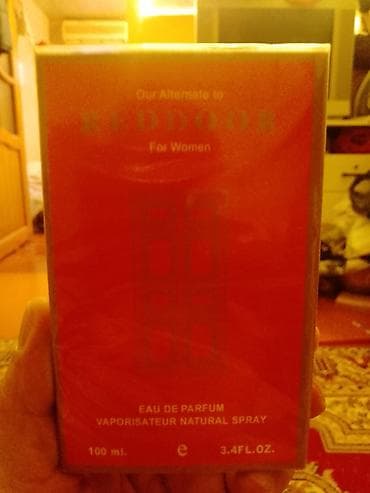 Our Alternate to
REDDOOR
For Women
EAU DE PARFUM
VAPORISATEUR NATURAL SPRAY
100 ml. e 3.4FL.OZ.